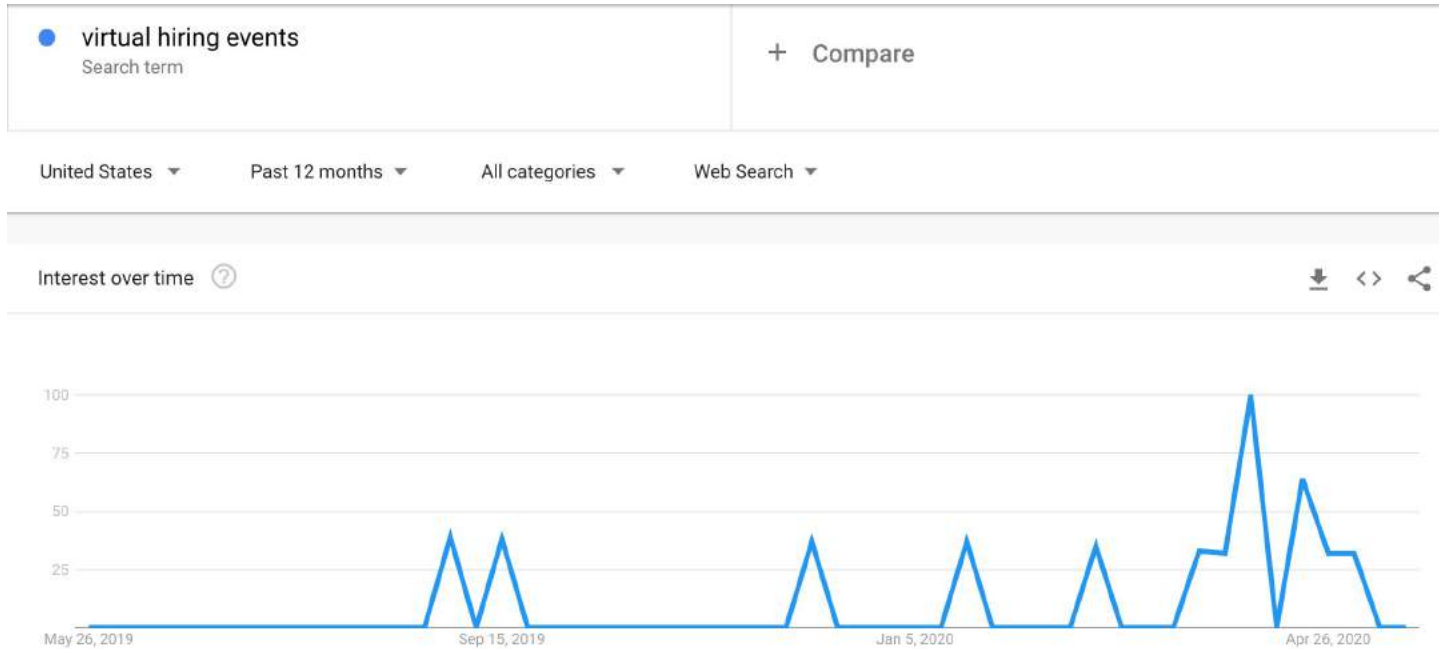 virtual hiring events
Search term
+ Compare
United States
Past 12 months
All categories
Web Search
Interest over time ?
100
75
50
25
May 26, 2019
Sep 15, 2019
Jan 5, 2020
Apr 26, 2020